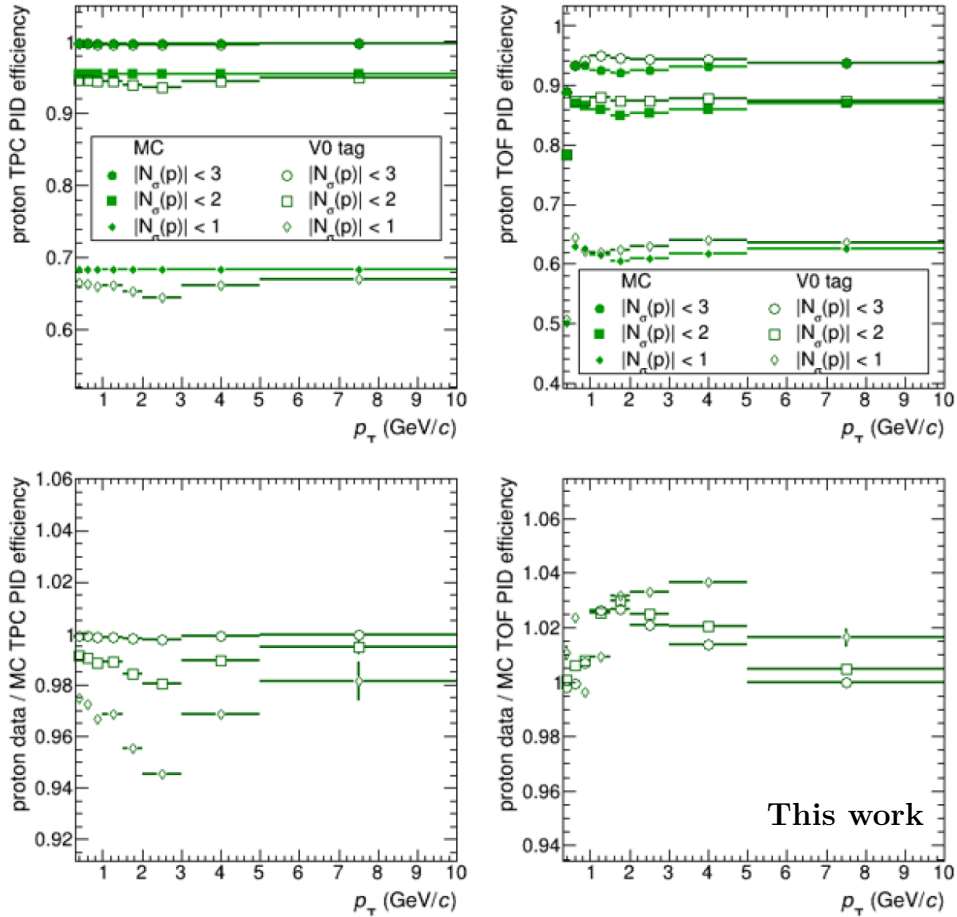 proton TPC PID efficiency
1
0.9
0.8
0.7
0.6
MC V0 tag
|Nσ(p)| < 3 |Nσ(p)| < 3
|Nσ(p)| < 2 |Nσ(p)| < 2
|Nσ(p)| < 1 |Nσ(p)| < 1
1 2 3 4 5 6 7 8 9 10
pT (GeV/c)
proton TOF PID efficiency
1
0.9
0.8
0.7
0.6
0.5
0.4
MC V0 tag
|Nσ(p)| < 3 |Nσ(p)| < 3
|Nσ(p)| < 2 |Nσ(p)| < 2
|Nσ(p)| < 1 |Nσ(p)| < 1
1 2 3 4 5 6 7 8 9 10
pT (GeV/c)
proton data / MC TPC PID efficiency
1.06
1.04
1.02
1
0.98
0.96
0.94
0.92
1 2 3 4 5 6 7 8 9 10
pT (GeV/c)
proton data / MC TOF PID efficiency
1.06
1.04
1.02
1
0.98
0.96
0.94
This work
1 2 3 4 5 6 7 8 9 10
pT (GeV/c)